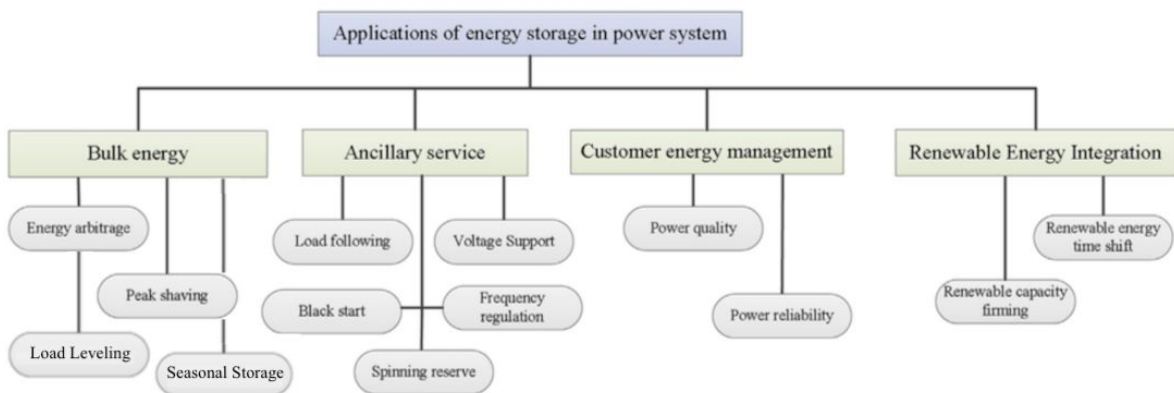 Applications of energy storage in power system
Bulk energy
Ancillary service
Customer energy management
Renewable Energy Integration
Energy arbitrage
Peak shaving
Load Leveling
Seasonal Storage
Load following
Voltage Support
Black start
Frequency
regulation
Spinning reserve
Power quality
Power reliability
Renewable energy
time shift
Renewable capacity
firming